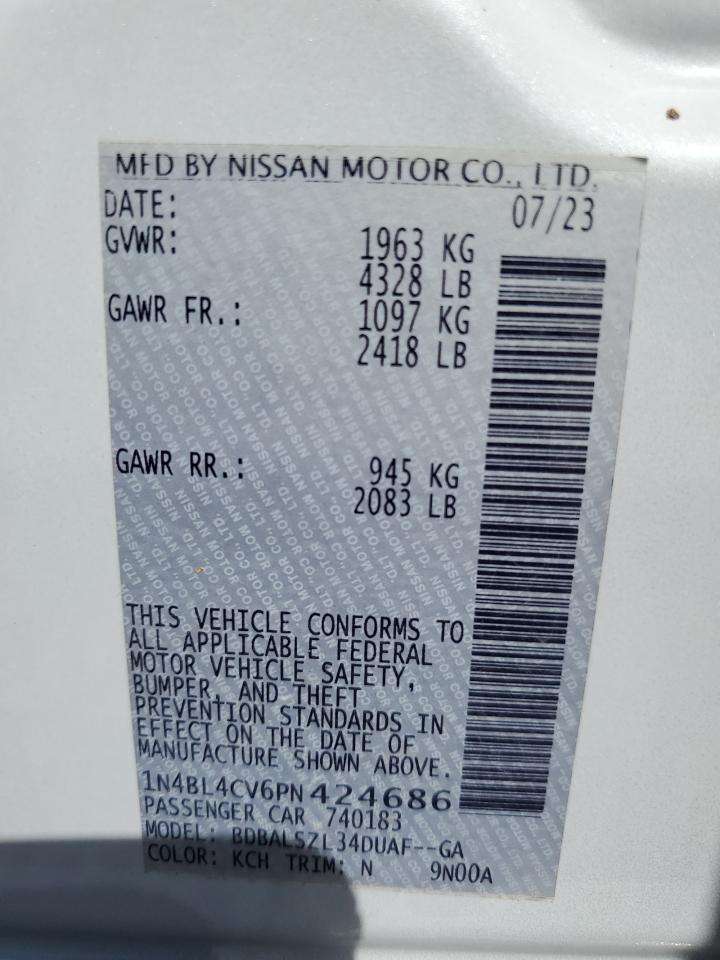 MFD BY NISSAN MOTOR CO., LTD.
DATE: 07/23
GVWR: 1963 KG
4328 LB
GAWR FR.: 1097 KG
2418 LB
GAWR RR.: 945 KG
2083 LB
THIS VEHICLE CONFORMS TO
ALL APPLICABLE FEDERAL
MOTOR VEHICLE SAFETY,
BUMPER, AND THEFT
PREVENTION STANDARDS IN
EFFECT ON THE DATE OF
MANUFACTURE SHOWN ABOVE.
1N4BL4CV6PN424686
PASSENGER CAR 740183
MODEL: BDBALSZL34DUAF--GA
COLOR: KCH TRIM: N 9N00A